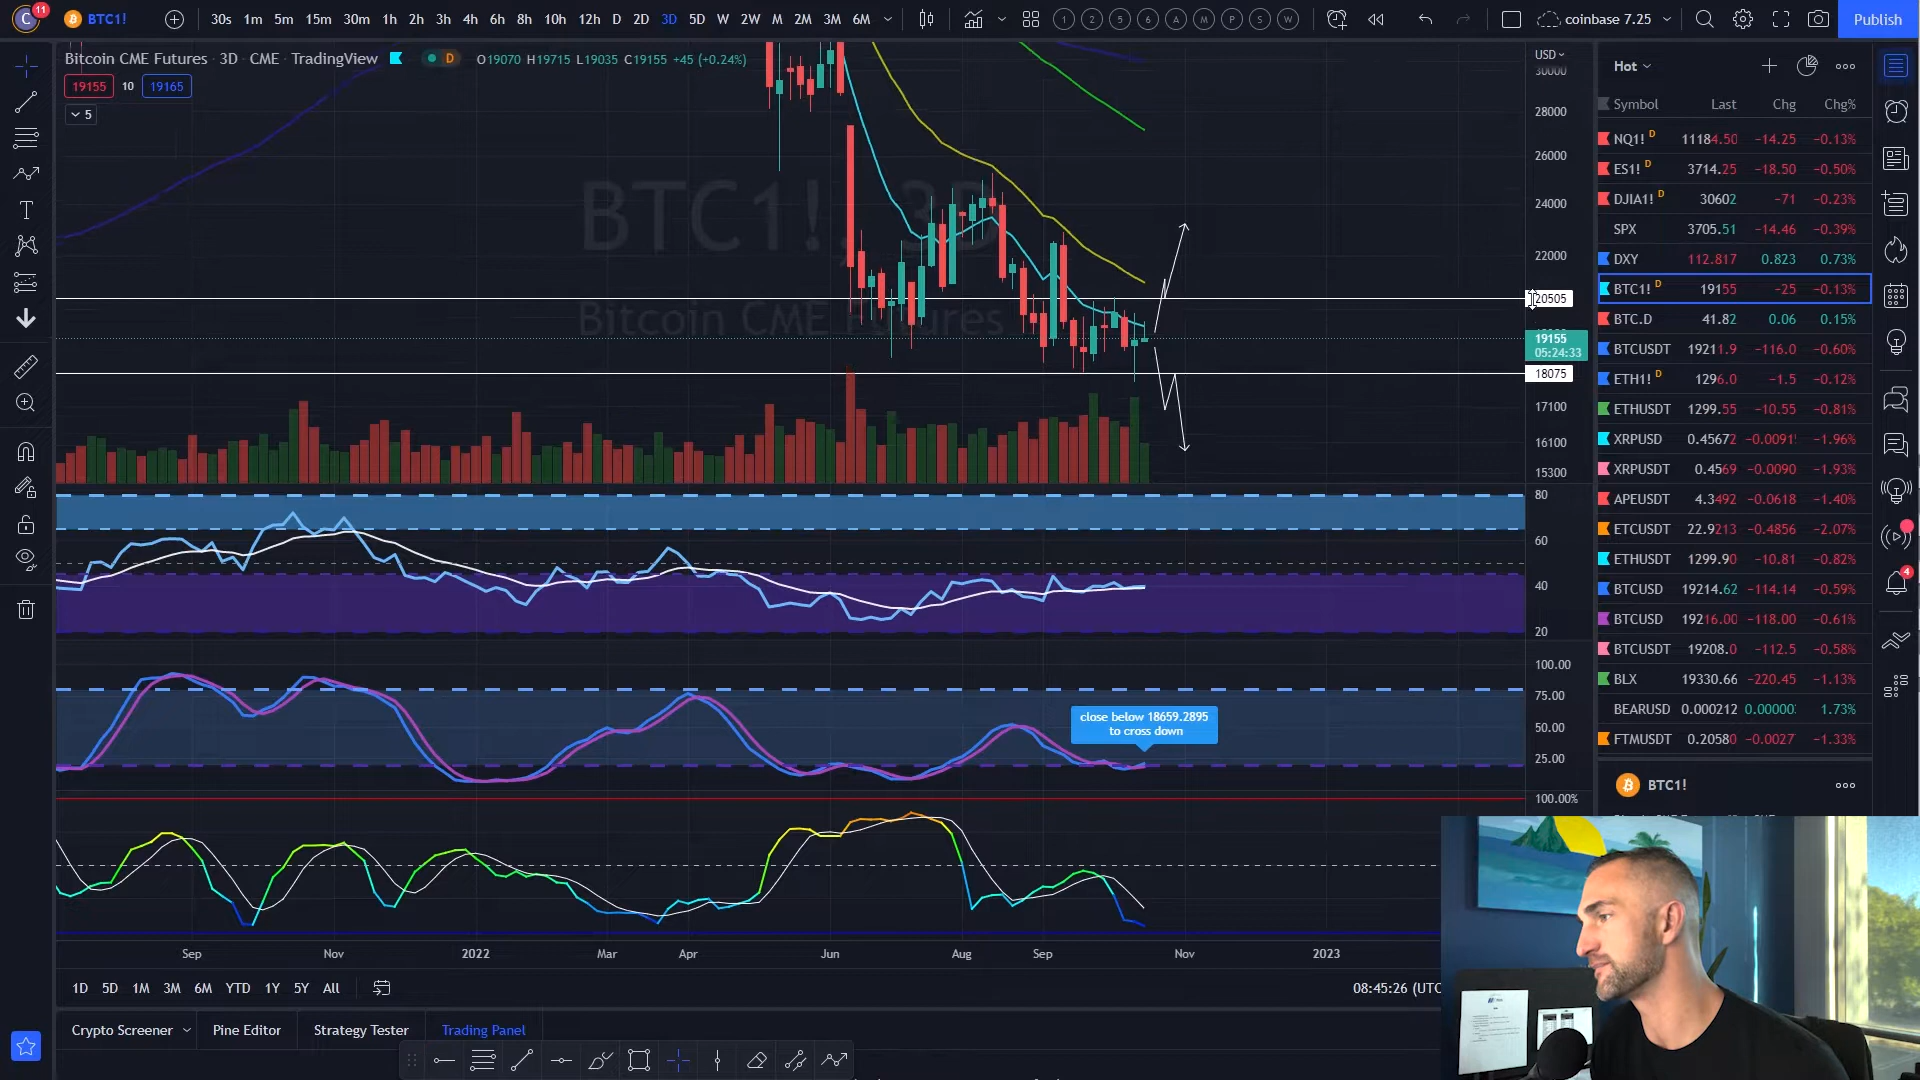 C 11 BTC1! 30s 1m 5m 15m 30m 1h 2h 3h 4h 6h 8h 10h 12h D 2D 3D 5D W 2W M 2M 3M 6M 1 2 5 6 A M P S W coinbase 7.25 Publish
Bitcoin CME Futures · 3D · CME · TradingView D O19070 H19715 L19035 C19155 +45 (+0.24%)
19155 10 19165
5
BTC1!, 3D
Bitcoin CME Futures
USD
30000
28000
26000
24000
22000
20505
19155
05:24:33
18075
17100
16100
15300
80
60
40
20
100.00
75.00
50.00
25.00
100.00%
close below 18659.2895
to cross down
Sep Nov 2022 Mar Apr Jun Aug Sep Nov 2023
1D 5D 1M 3M 6M YTD 1Y 5Y All 08:45:26 (UTC
Crypto Screener Pine Editor Strategy Tester Trading Panel
Hot
Symbol Last Chg Chg%
NQ1! D 11184.50 −14.25 −0.13%
ES1! D 3714.25 −18.50 −0.50%
DJIA1! D 30602 −71 −0.23%
SPX 3705.51 −14.46 −0.39%
DXY 112.817 0.823 0.73%
BTC1! D 19155 −25 −0.13%
BTC.D 41.82 0.06 0.15%
BTCUSDT 19211.9 −116.0 −0.60%
ETH1! D 1296.0 −1.5 −0.12%
ETHUSDT 1299.55 −10.55 −0.81%
XRPUSD 0.45672 −0.0091 −1.96%
XRPUSDT 0.4569 −0.0090 −1.93%
APEUSDT 4.3492 −0.0618 −1.40%
ETCUSDT 22.9213 −0.4856 −2.07%
ETHUSDT 1299.90 −10.81 −0.82%
BTCUSD 19214.62 −114.14 −0.59%
BTCUSD 19216.00 −118.00 −0.61%
BTCUSDT 19208.0 −112.5 −0.58%
BLX 19330.66 −220.45 −1.13%
BEARUSD 0.000212 0.00000 1.73%
FTMUSDT 0.20580 −0.0027 −1.33%
BTC1!
4